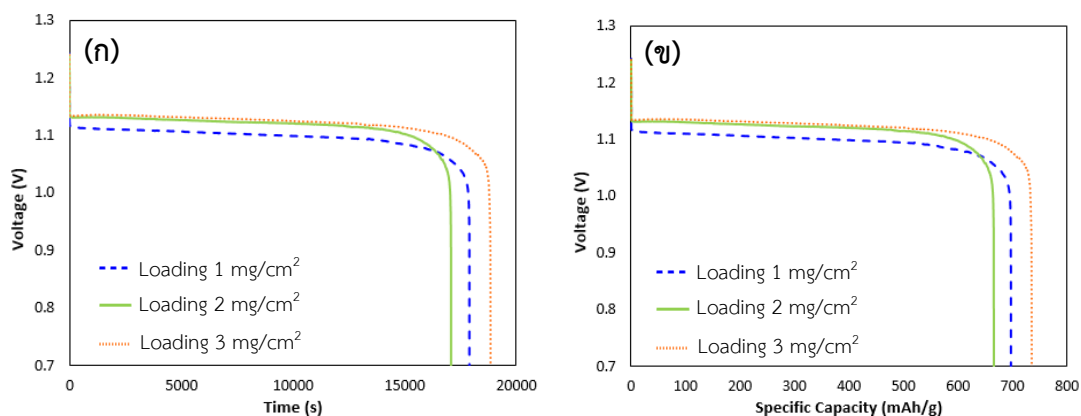 (ก)
1.3
1.2
1.1
1.0
0.9
0.8
0.7
Voltage (V)
Loading 1 mg/cm²
Loading 2 mg/cm²
Loading 3 mg/cm²
0 5000 10000 15000 20000
Time (s)
(ข)
1.3
1.2
1.1
1.0
0.9
0.8
0.7
Voltage (V)
Loading 1 mg/cm²
Loading 2 mg/cm²
Loading 3 mg/cm²
0 100 200 300 400 500 600 700 800
Specific Capacity (mAh/g)